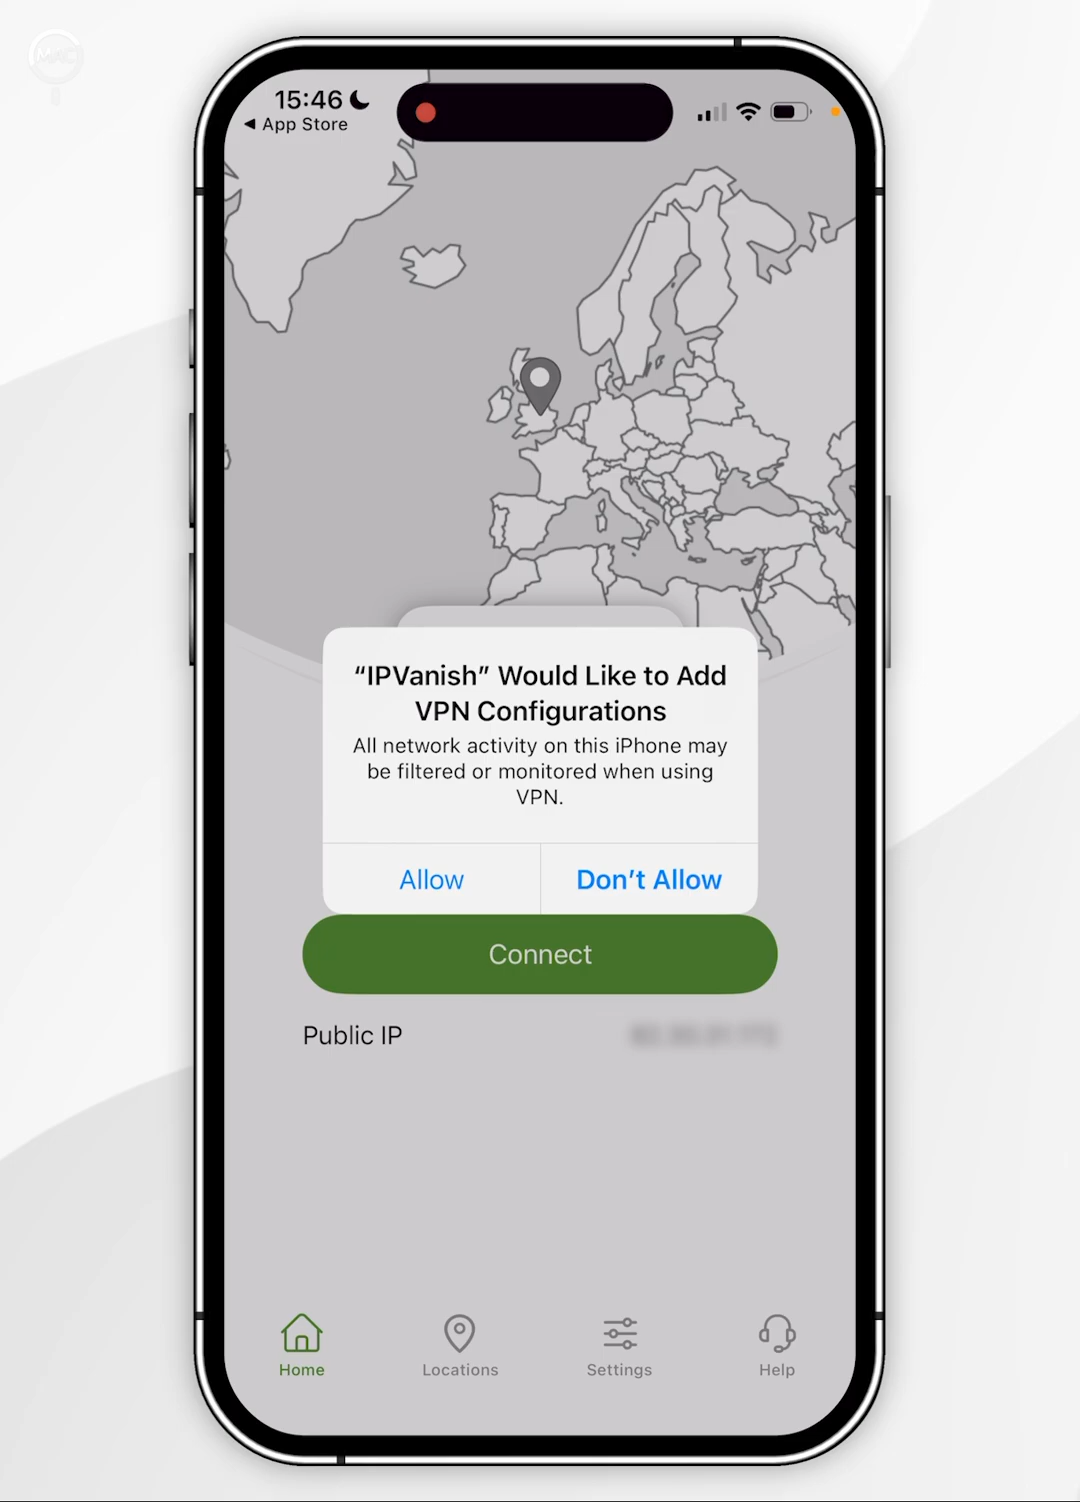 MAC
15:46
App Store
“IPVanish” Would Like to Add
VPN Configurations
All network activity on this iPhone may
be filtered or monitored when using
VPN.
Allow
Don’t Allow
Connect
Public IP
Home
Locations
Settings
Help